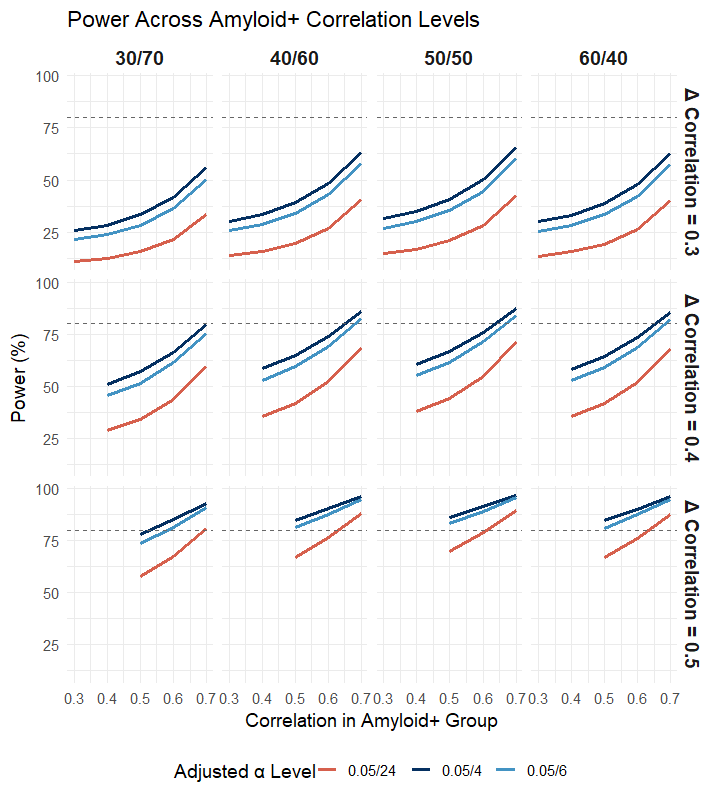 Power Across Amyloid+ Correlation Levels
30/70 40/60 50/50 60/40
100
75
50
25
Δ Correlation = 0.3
100
75
50
25
Δ Correlation = 0.4
Power (%)
100
75
50
25
Δ Correlation = 0.5
0.3 0.4 0.5 0.6 0.7 0.3 0.4 0.5 0.6 0.7 0.3 0.4 0.5 0.6 0.7 0.3 0.4 0.5 0.6 0.7
Correlation in Amyloid+ Group
Adjusted α Level 0.05/24 0.05/4 0.05/6